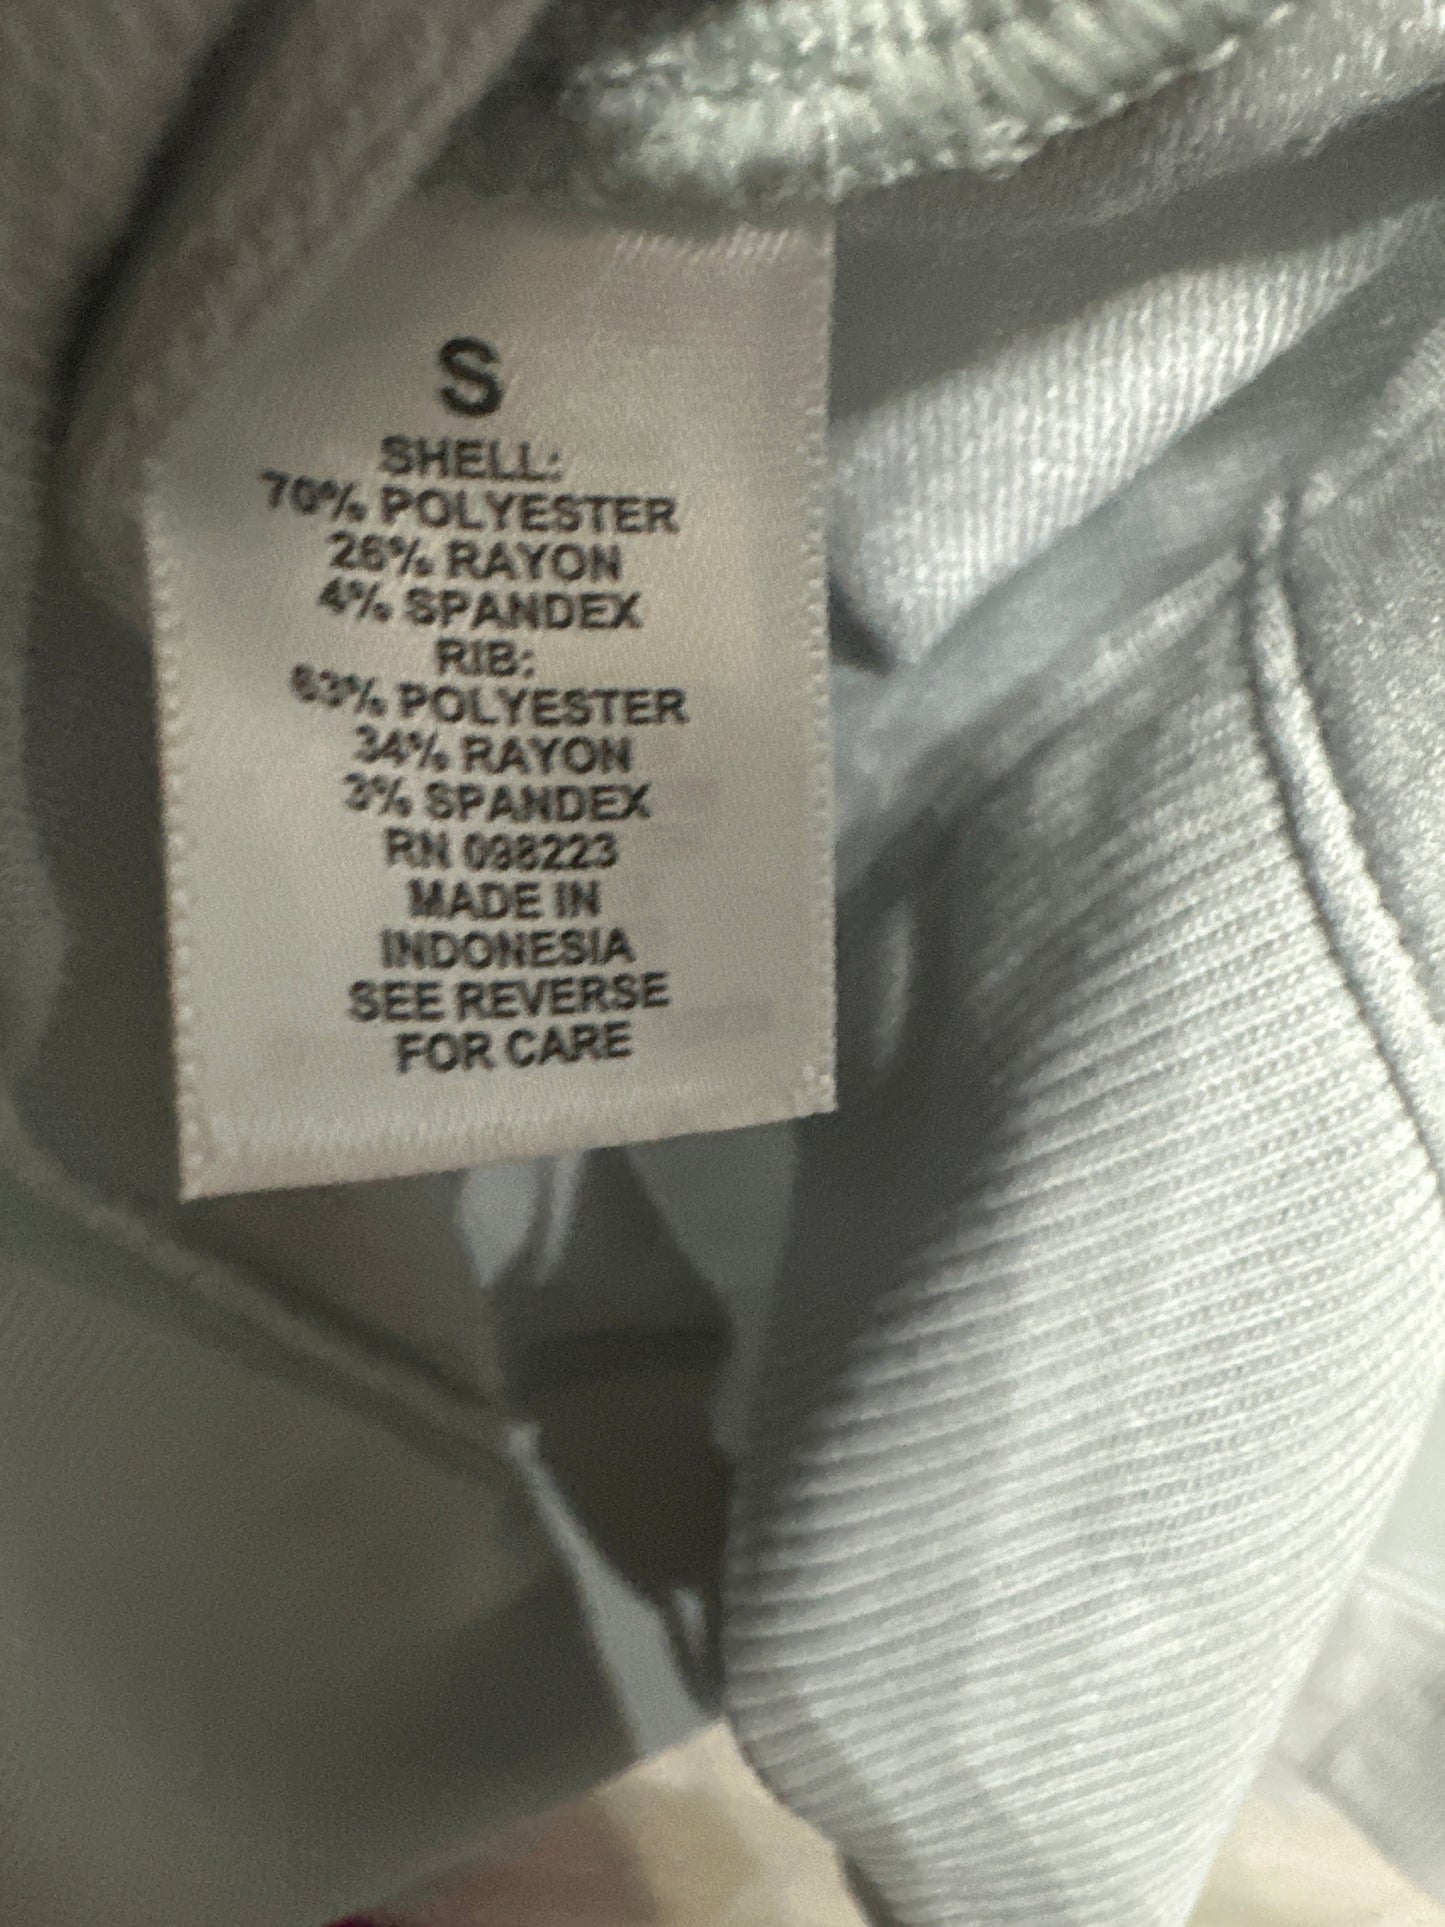 S
SHELL:
70% POLYESTER
26% RAYON
4% SPANDEX
RIB:
63% POLYESTER
34% RAYON
3% SPANDEX
RN 098223
MADE IN
INDONESIA
SEE REVERSE
FOR CARE